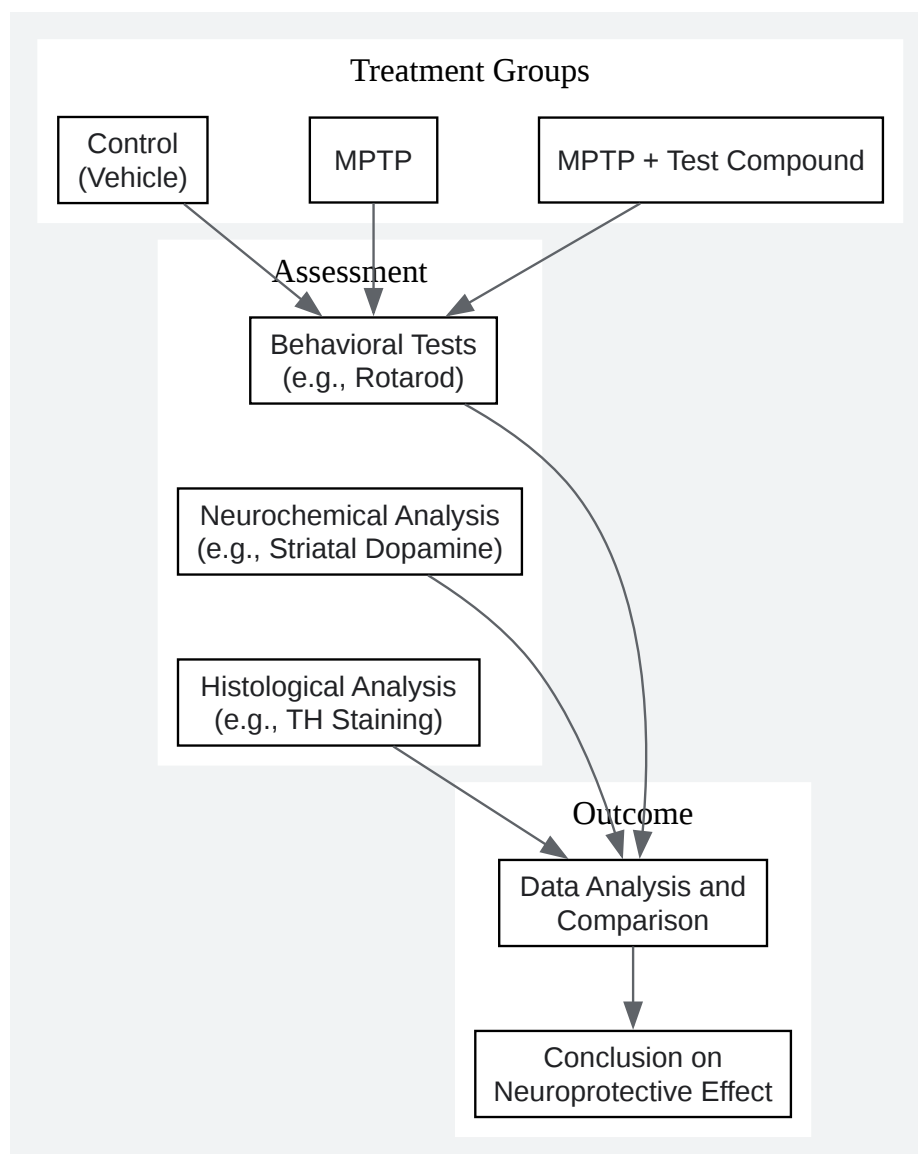 Treatment Groups
Control
(Vehicle)
MPTP
MPTP + Test Compound
Assessment
Behavioral Tests
(e.g., Rotarod)
Neurochemical Analysis
(e.g., Striatal Dopamine)
Histological Analysis
(e.g., TH Staining)
Outcome
Data Analysis and
Comparison
Conclusion on
Neuroprotective Effect